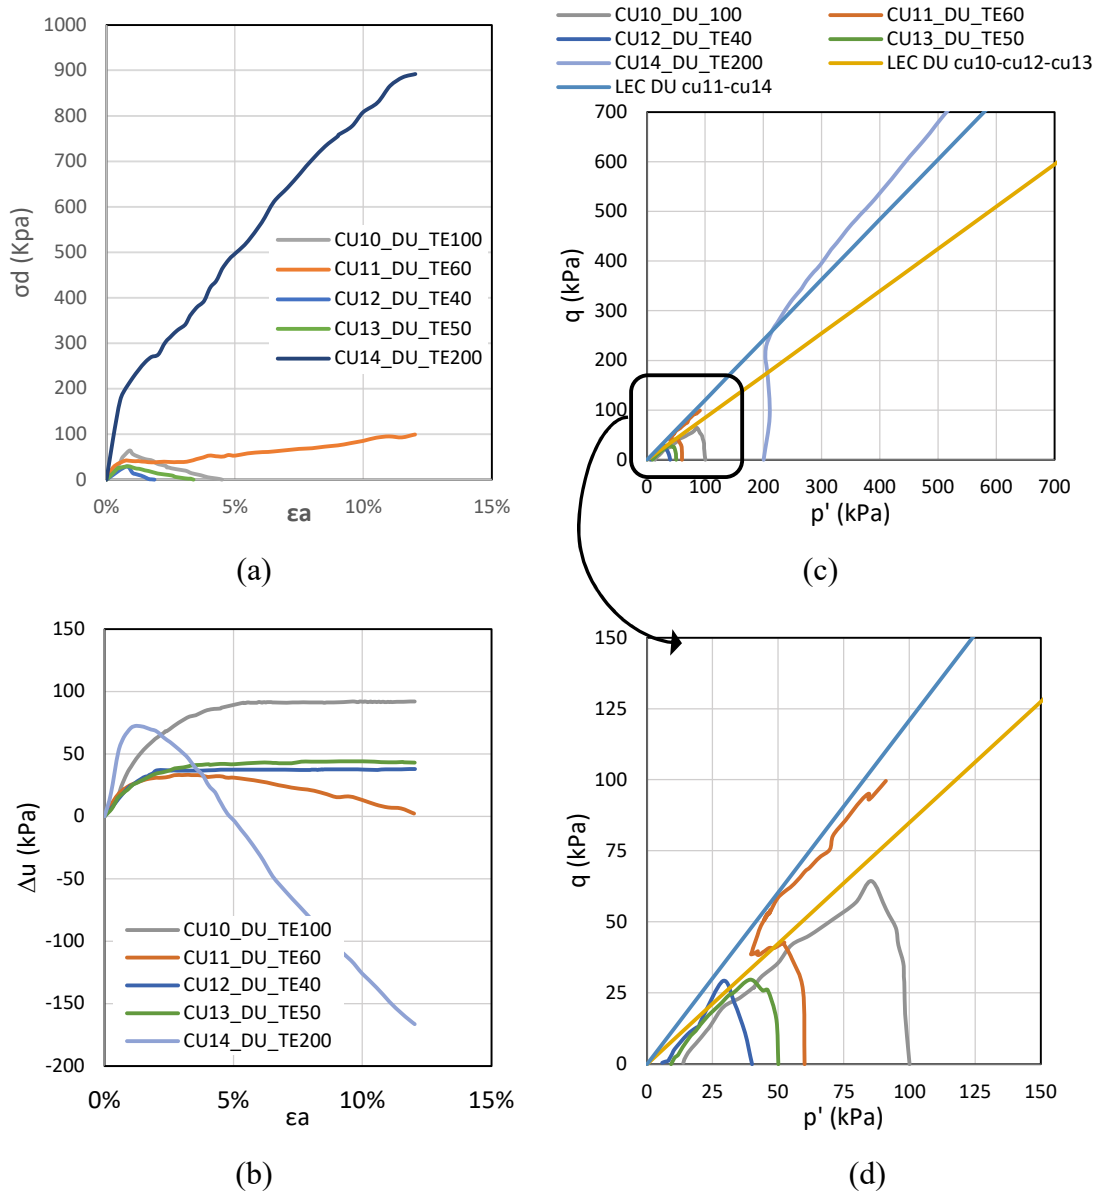 1000
900
800
700
600
500
400
300
200
100
0
σd (Kpa)
CU10_DU_TE100
CU11_DU_TE60
CU12_DU_TE40
CU13_DU_TE50
CU14_DU_TE200
0% 5% 10% 15%
εa
(a)
CU10_DU_100 CU11_DU_TE60
CU12_DU_TE40 CU13_DU_TE50
CU14_DU_TE200 LEC DU cu10-cu12-cu13
LEC DU cu11-cu14
700
600
500
400
300
200
100
0
q (kPa)
0 100 200 300 400 500 600 700
p' (kPa)
(c)
150
100
50
0
-50
-100
-150
-200
Δu (kPa)
CU10_DU_TE100
CU11_DU_TE60
CU12_DU_TE40
CU13_DU_TE50
CU14_DU_TE200
0% 5% 10% 15%
εa
(b)
150
125
100
75
50
25
0
q (kPa)
0 25 50 75 100 125 150
p' (kPa)
(d)